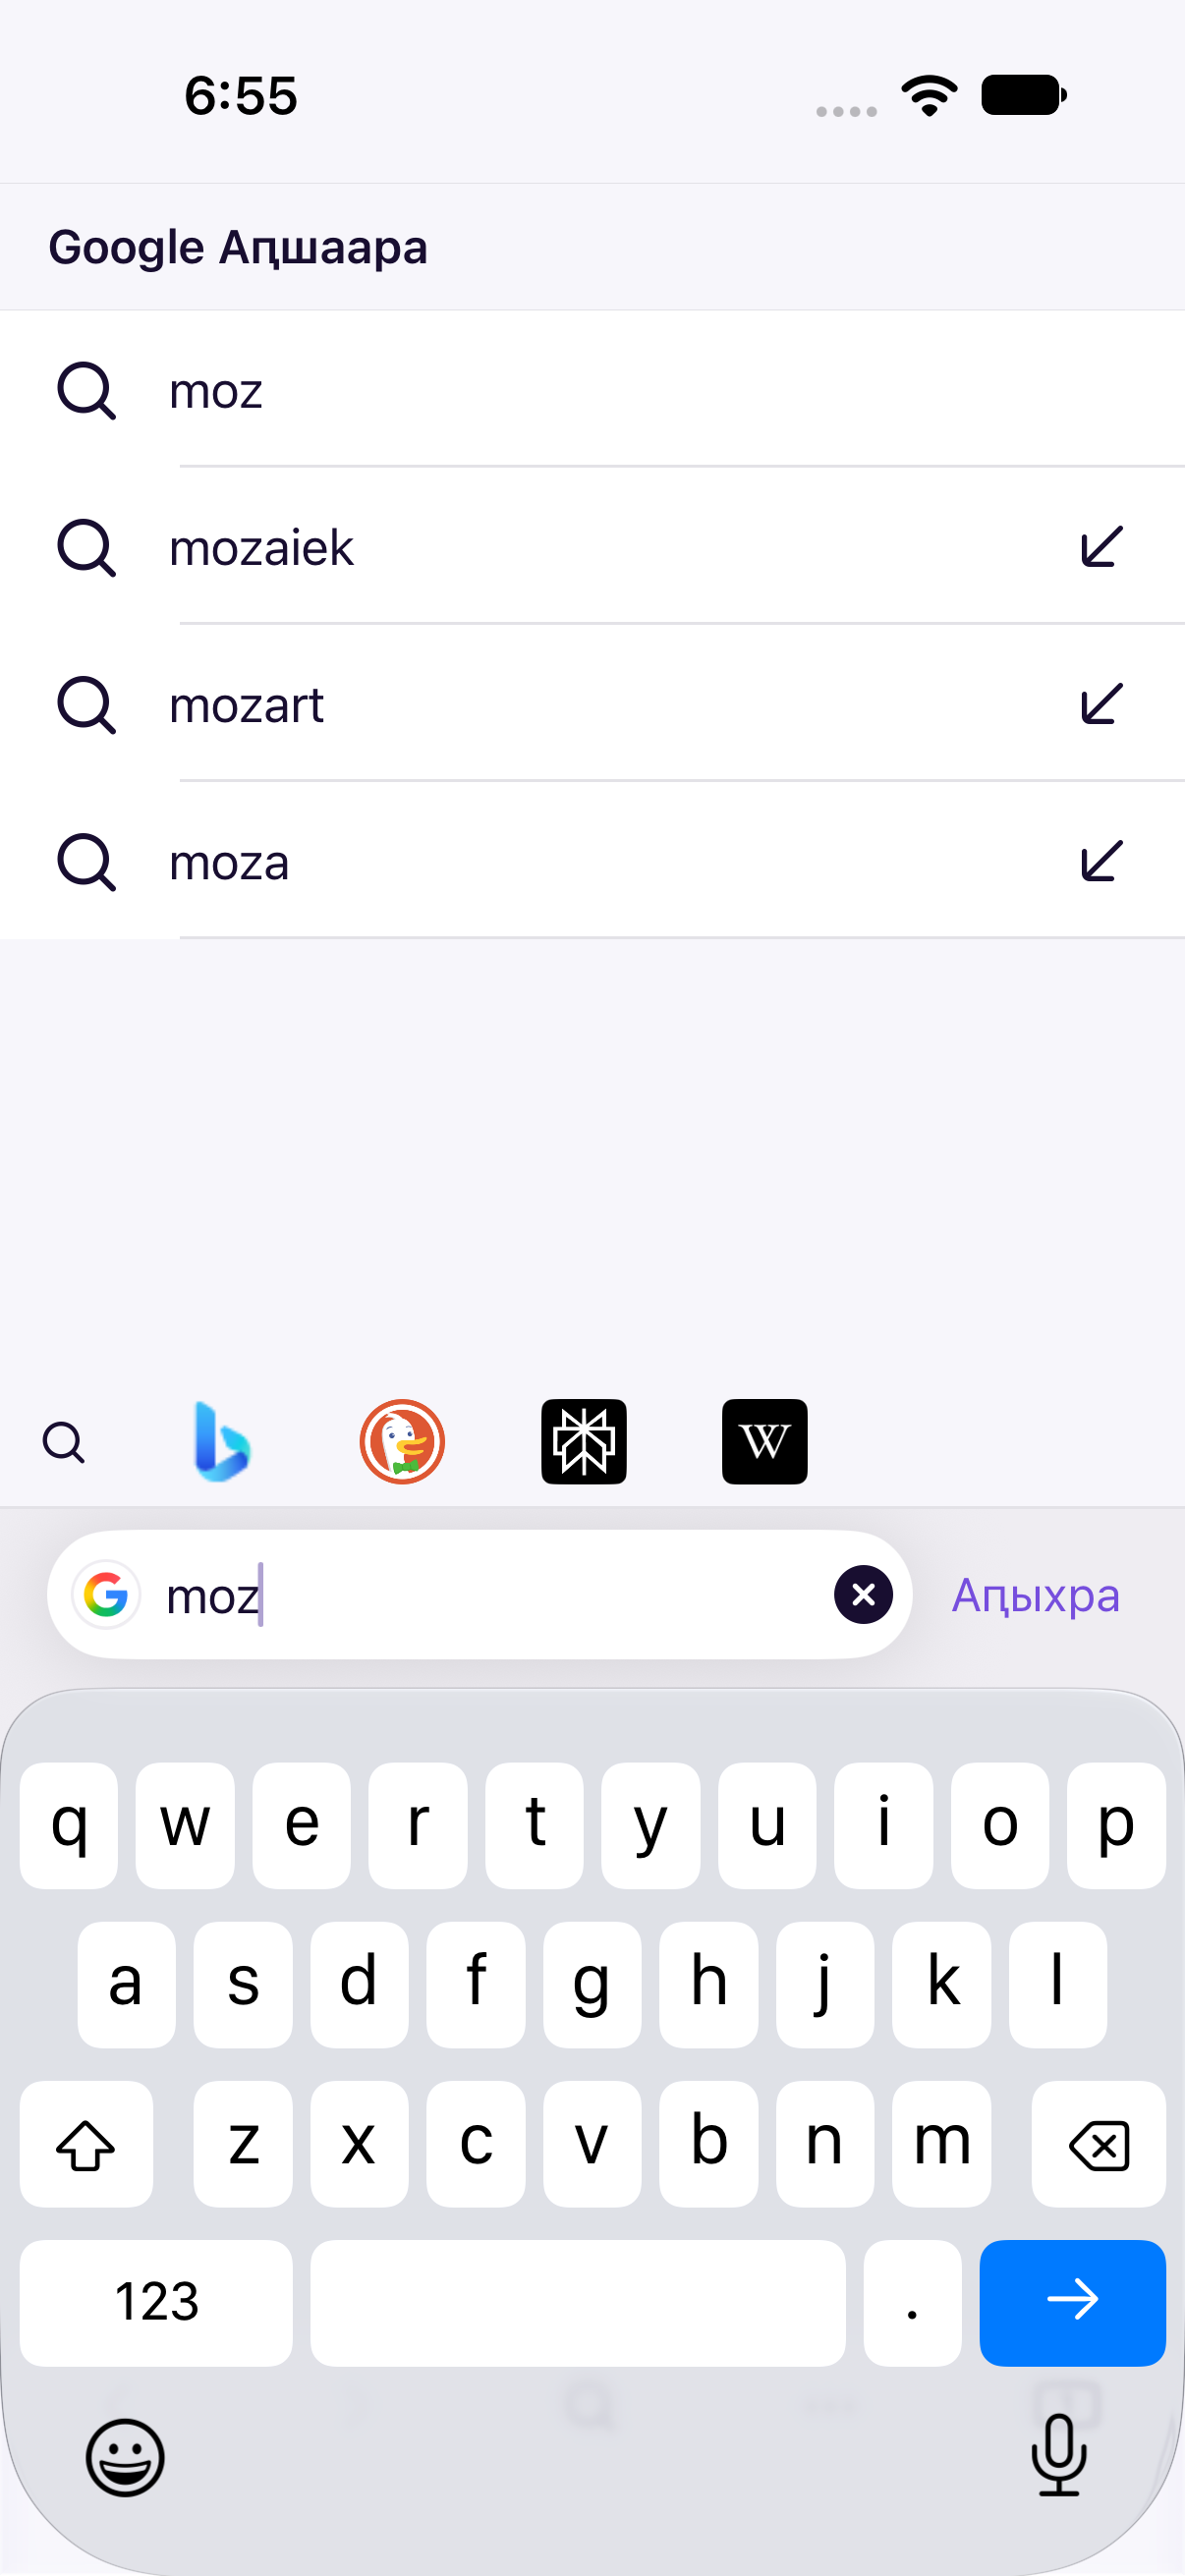 6:55
Google Аԥшаара
moz
mozaiek
mozart
moza
W
moz
Аԥыхра
q w e r t y u i o p
a s d f g h j k l
z x c v b n m
123 .